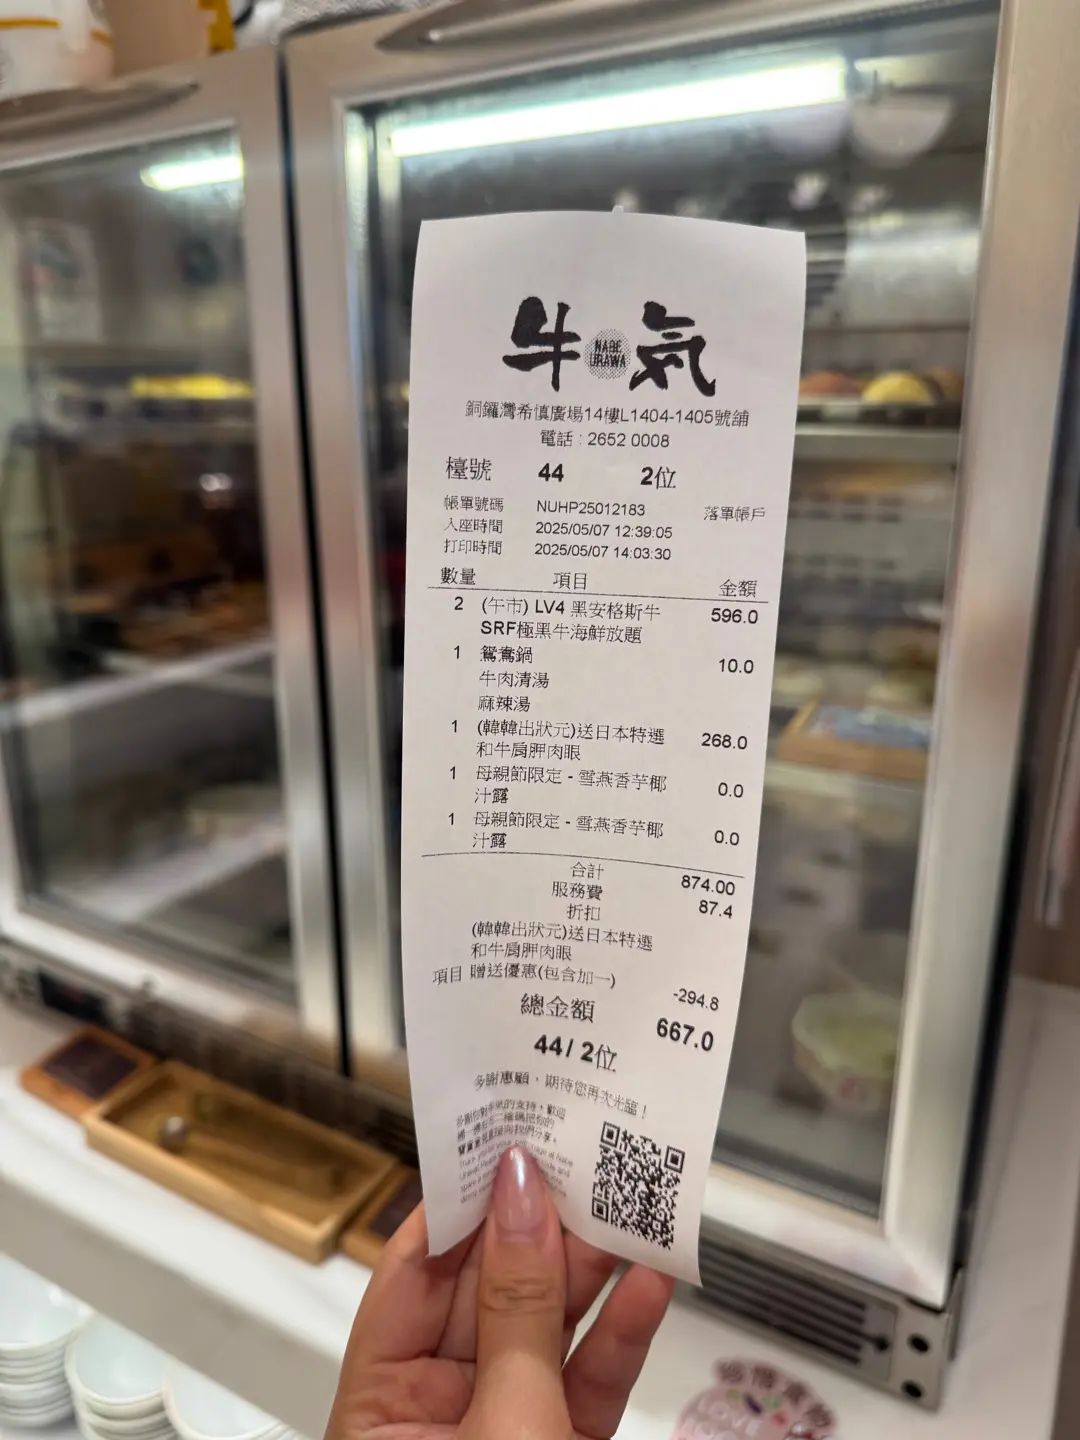 牛気
NABE
URAWA
銅鑼灣希慎廣場14樓L1404-1405號舖
電話：2652 0008
檯號 44 2位
帳單號碼 NUHP25012183 落單帳戶
入座時間 2025/05/07 12:39:05
打印時間 2025/05/07 14:03:30
數量 項目 金額
2 (午市) LV4 黑安格斯牛 596.0
SRF極黑牛海鮮放題
1 鴛鴦鍋 10.0
牛肉清湯
麻辣湯
1 (韓韓出狀元)送日本特選 268.0
和牛肩胛肉眼
1 母親節限定 - 雪燕香芋椰 0.0
汁露
1 母親節限定 - 雪燕香芋椰 0.0
汁露
合計 874.00
服務費 87.4
折扣
(韓韓出狀元)送日本特選
和牛肩胛肉眼
項目 贈送優惠(包含加一) -294.8
總金額 667.0
44 / 2位
多謝惠顧，期待您再次光臨！